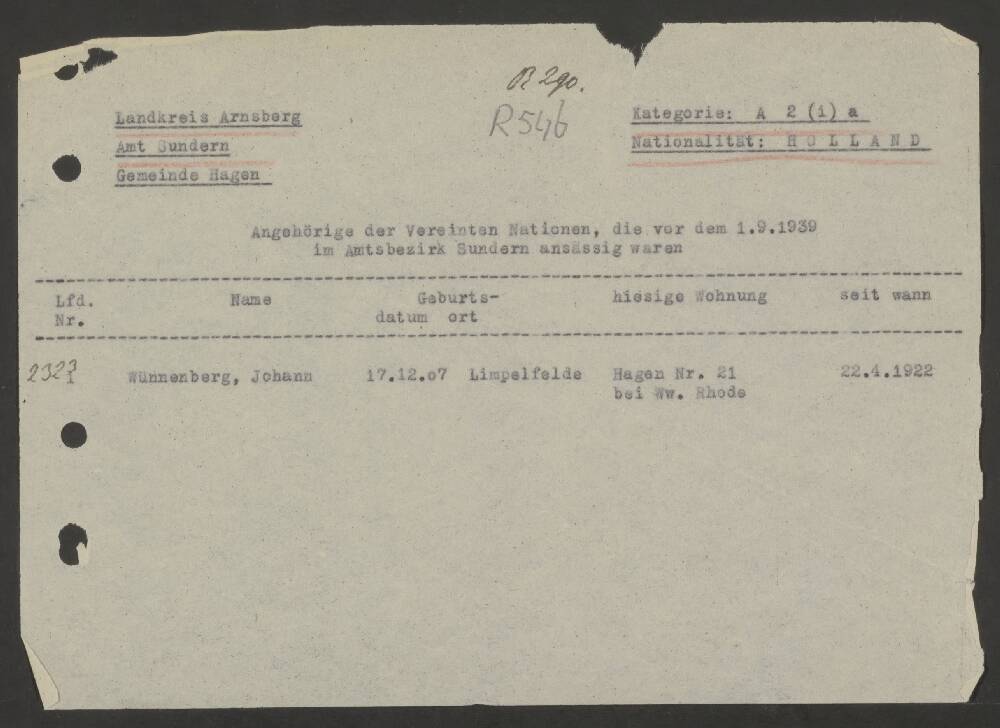 R 290.
R546
Landkreis Arnsberg
Amt Sundern
Gemeinde Hagen
Kategorie: A 2 (i) a
Nationalität: H O L L A N D
Angehörige der Vereinten Nationen, die vor dem 1.9.1939
im Amtsbezirk Sundern ansässig waren
Lfd. Name Geburts- hiesige Wohnung seit wann
Nr. datum ort
2323 1 Wünnenberg, Johann 17.12.07 Limpelfelde Hagen Nr. 21 22.4.1922
bei Ww. Rhode